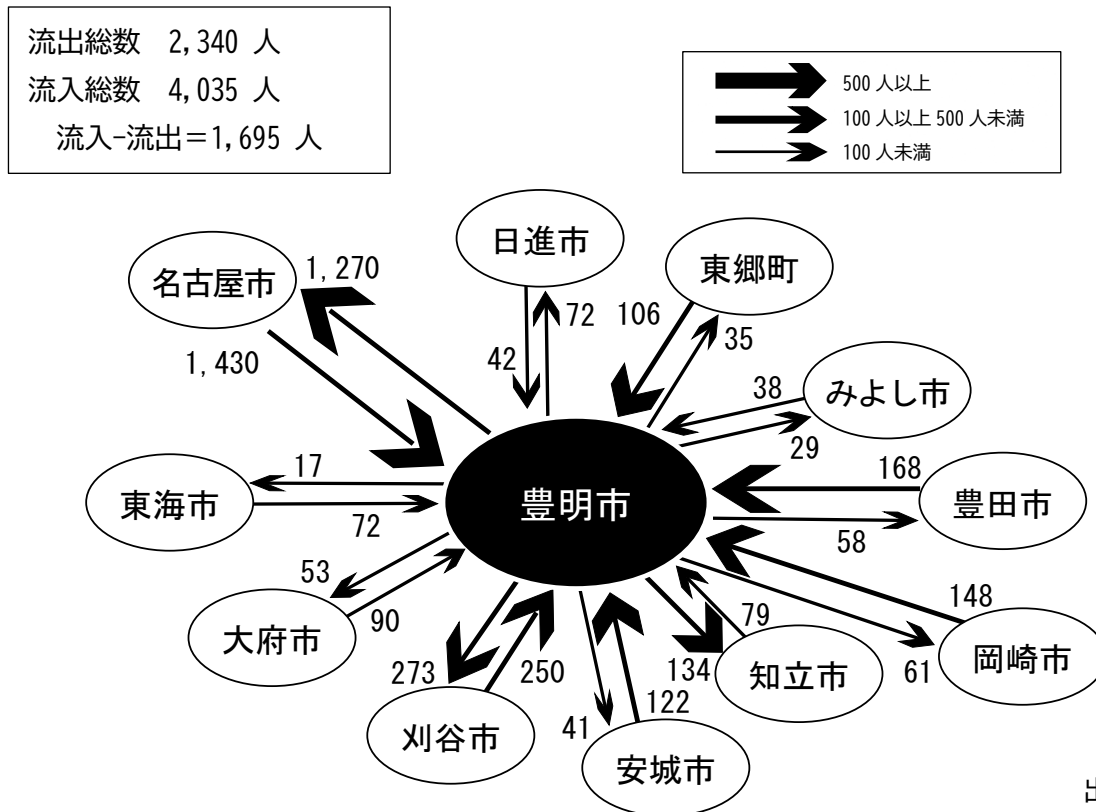 流出総数 2,340 人
流入総数 4,035 人
流入-流出＝1,695 人
500 人以上
100 人以上 500 人未満
100 人未満
日進市
東郷町
名古屋市
1,270
72
106
35
1,430
42
38
みよし市
29
17
168
東海市
豊明市
豊田市
72
58
53
90
79
148
大府市
273
250
134
61
岡崎市
知立市
41
122
刈谷市
安城市
出